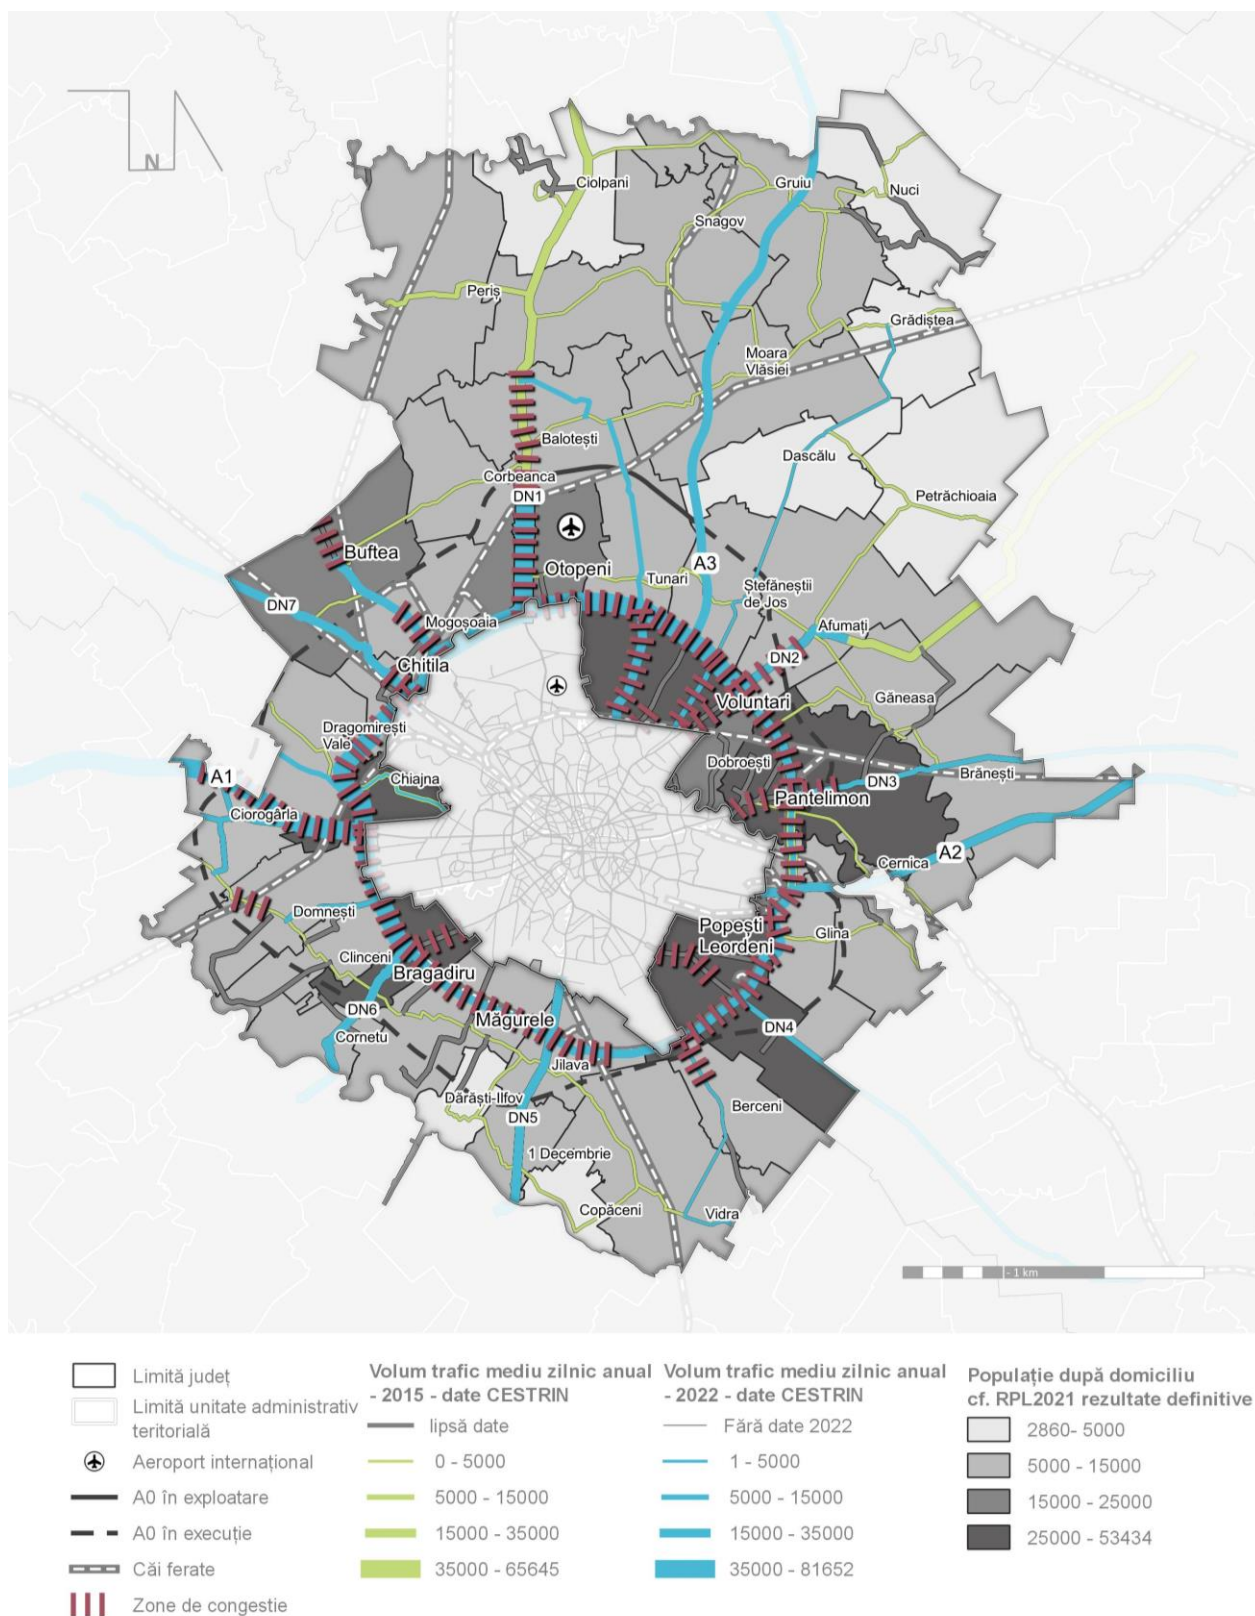 N
Ciolpani
Gruiu
Nuci
Snagov
Periș
Grădiștea
Moara
Vlăsiei
Balotești
Dascălu
Corbeanca
DN1
Petrăchioaia
Buftea
Otopeni
A3
Tunari
Ștefăneștii
de Jos
DN7
Mogoșoaia
Afumați
Chitila
DN2
Voluntari
Găneasa
Dragomirești
Vale
Dobroești
A1
Chiajna
DN3
Brănești
Pantelimon
Ciorogârla
A2
Cernica
Domnești
Popești
Leordeni
Glina
Clinceni
Bragadiru
DN6
Măgurele
DN4
Cornetu
Jilava
Dărăști-Ilfov
Berceni
DN5
1 Decembrie
Copăceni
Vidra
1 km
Limită județ
Limită unitate administrativ
teritorială
Aeroport internațional
A0 în exploatare
A0 în execuție
Căi ferate
Zone de congestie
Volum trafic mediu zilnic anual
- 2015 - date CESTRIN
lipsă date
0 - 5000
5000 - 15000
15000 - 35000
35000 - 65645
Volum trafic mediu zilnic anual
- 2022 - date CESTRIN
Fără date 2022
1 - 5000
5000 - 15000
15000 - 35000
35000 - 81652
Populație după domiciliu
cf. RPL2021 rezultate definitive
2860- 5000
5000 - 15000
15000 - 25000
25000 - 53434